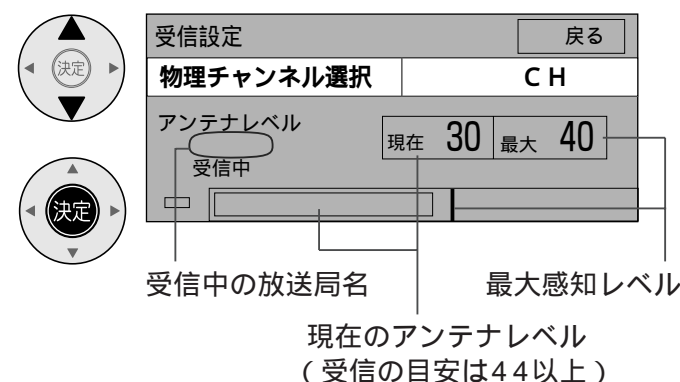 受信設定 戻る
物理チャンネル選択 CH
決定
アンテナレベル
現在 30 最大 40
受信中
決定
受信中の放送局名 最大感知レベル
現在のアンテナレベル
(受信の目安は44以上)